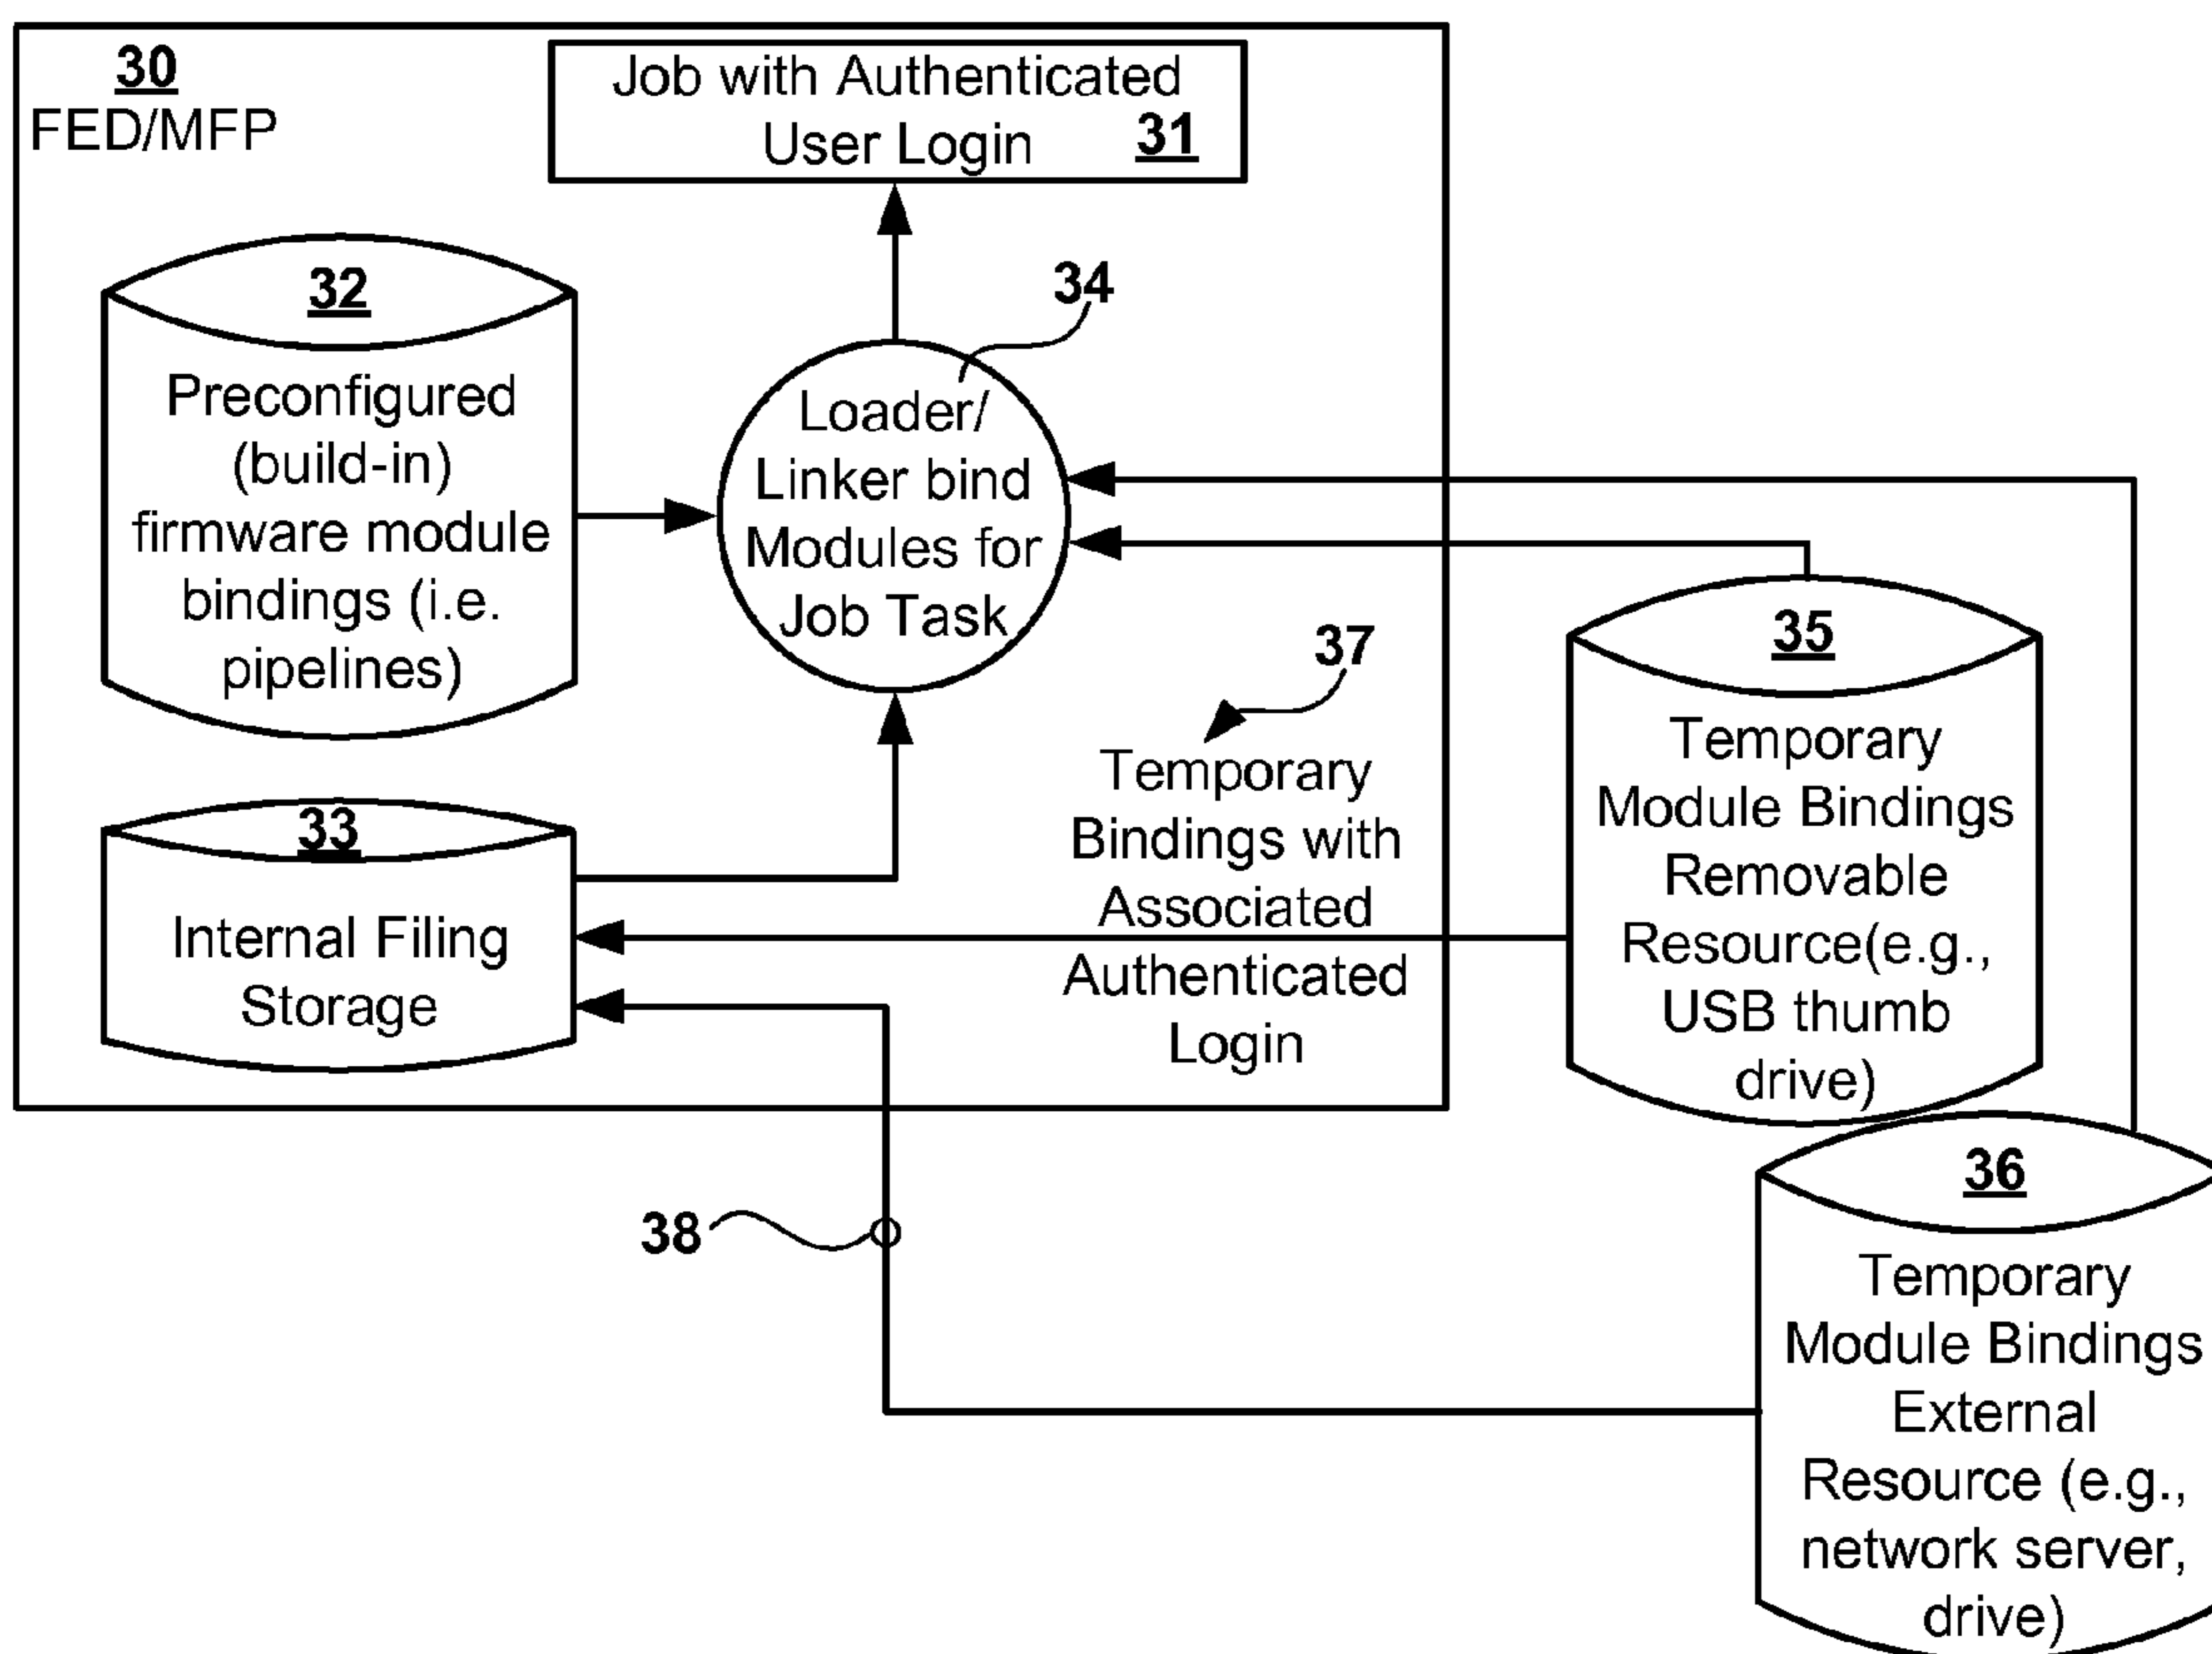 30
FED/MFP
Job with Authenticated
User Login 31
32
Preconfigured
(build-in)
firmware module
bindings (i.e.
pipelines)
34
Loader/
Linker bind
Modules for
Job Task
33
Internal Filing
Storage
37
Temporary
Bindings with
Associated
Authenticated
Login
35
Temporary
Module Bindings
Removable
Resource(e.g.,
USB thumb
drive)
38
36
Temporary
Module Bindings
External
Resource (e.g.,
network server,
drive)